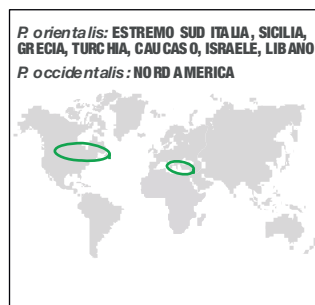 P. orientalis: ESTREMO SUD ITALIA, SICILIA,
GRECIA, TURCHIA, CAUCASO, ISRAELE, LIBANO
P. occidentalis: NORD AMERICA